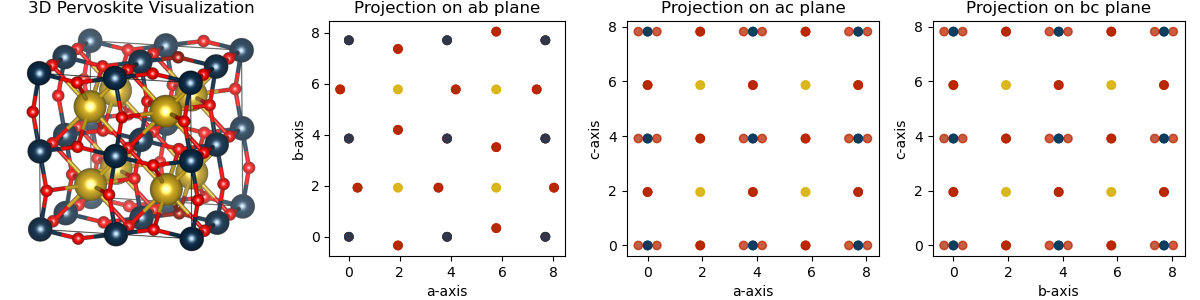 3D Pervoskite Visualization
Projection on ab plane
8
6
4
2
0
b-axis
0 2 4 6 8
a-axis
Projection on ac plane
8
6
4
2
0
c-axis
0 2 4 6 8
a-axis
Projection on bc plane
8
6
4
2
0
c-axis
0 2 4 6 8
b-axis